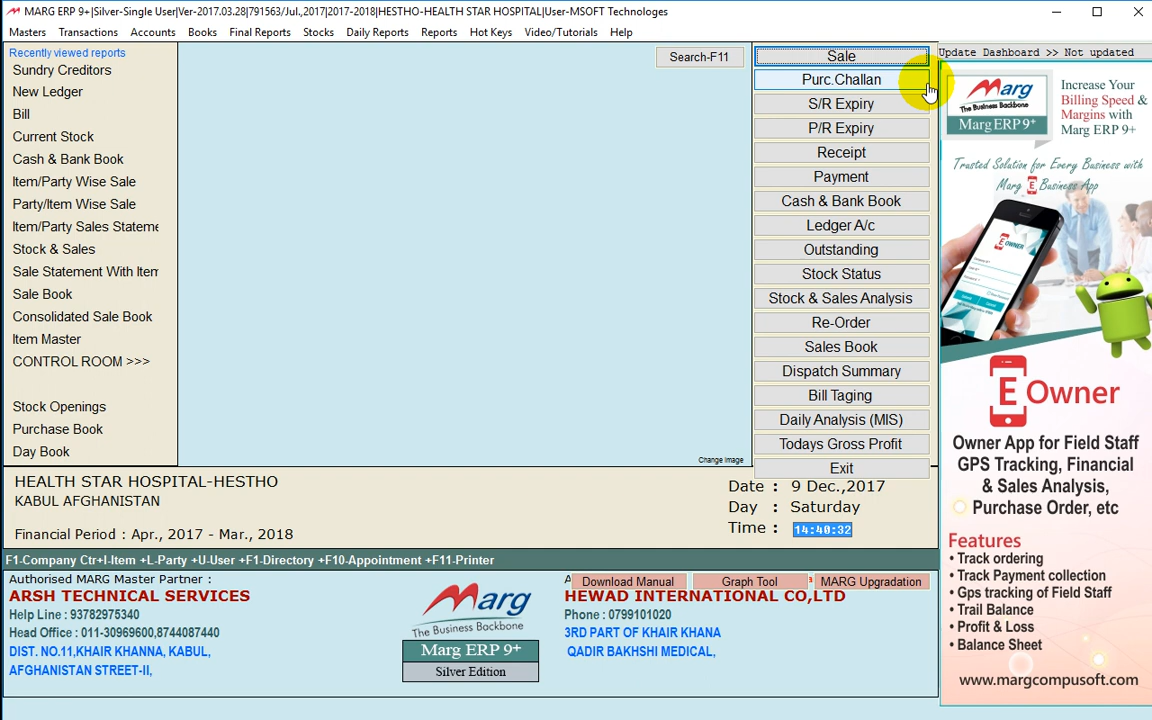 MARG ERP 9+|Silver-Single User|Ver-2017.03.28|791563/Jul.,2017|2017-2018|HESTHO-HEALTH STAR HOSPITAL|User-MSOFT Technologes
Masters Transactions Accounts Books Final Reports Stocks Daily Reports Reports Hot Keys Video/Tutorials Help
Recently viewed reports
Sundry Creditors
New Ledger
Bill
Current Stock
Cash & Bank Book
Item/Party Wise Sale
Party/Item Wise Sale
Item/Party Sales Stateme
Stock & Sales
Sale Statement With Item
Sale Book
Consolidated Sale Book
Item Master
CONTROL ROOM >>>
Stock Openings
Purchase Book
Day Book
Search-F11
Change Image
Sale
Purc.Challan
S/R Expiry
P/R Expiry
Receipt
Payment
Cash & Bank Book
Ledger A/c
Outstanding
Stock Status
Stock & Sales Analysis
Re-Order
Sales Book
Dispatch Summary
Bill Taging
Daily Analysis (MIS)
Todays Gross Profit
Exit
Update Dashboard >> Not updated
Marg
The Business Backbone
Marg ERP 9+
Increase Your
Billing Speed &
Margins with
Marg ERP 9+
Trusted Solution for Every Business with
Marg E Business App
E OWNER
E Owner
Owner App for Field Staff
GPS Tracking, Financial
& Sales Analysis,
Purchase Order, etc
Features
• Track ordering
• Track Payment collection
• Gps tracking of Field Staff
• Trail Balance
• Profit & Loss
• Balance Sheet
www.margcompusoft.com
HEALTH STAR HOSPITAL-HESTHO
KABUL AFGHANISTAN
Financial Period : Apr., 2017 - Mar., 2018
Date : 9 Dec.,2017
Day : Saturday
Time : 14:40:32
F1-Company Ctr+I-Item +L-Party +U-User +F1-Directory +F10-Appointment +F11-Printer
Authorised MARG Master Partner :
ARSH TECHNICAL SERVICES
Help Line : 93782975340
Head Office : 011-30969600,8744087440
DIST. NO.11,KHAIR KHANNA, KABUL,
AFGHANISTAN STREET-II,
Marg
The Business Backbone
Marg ERP 9+
Silver Edition
Download Manual Graph Tool MARG Upgradation
HEWAD INTERNATIONAL CO,LTD
Phone : 0799101020
3RD PART OF KHAIR KHANA
QADIR BAKHSHI MEDICAL,